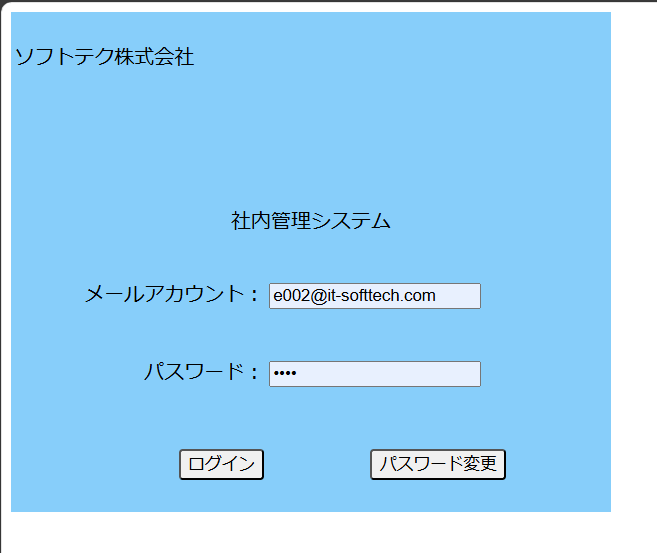 ソフトテク株式会社
社内管理システム
メールアカウント： e002@it-softtech.com
パスワード： ••••
ログイン パスワード変更